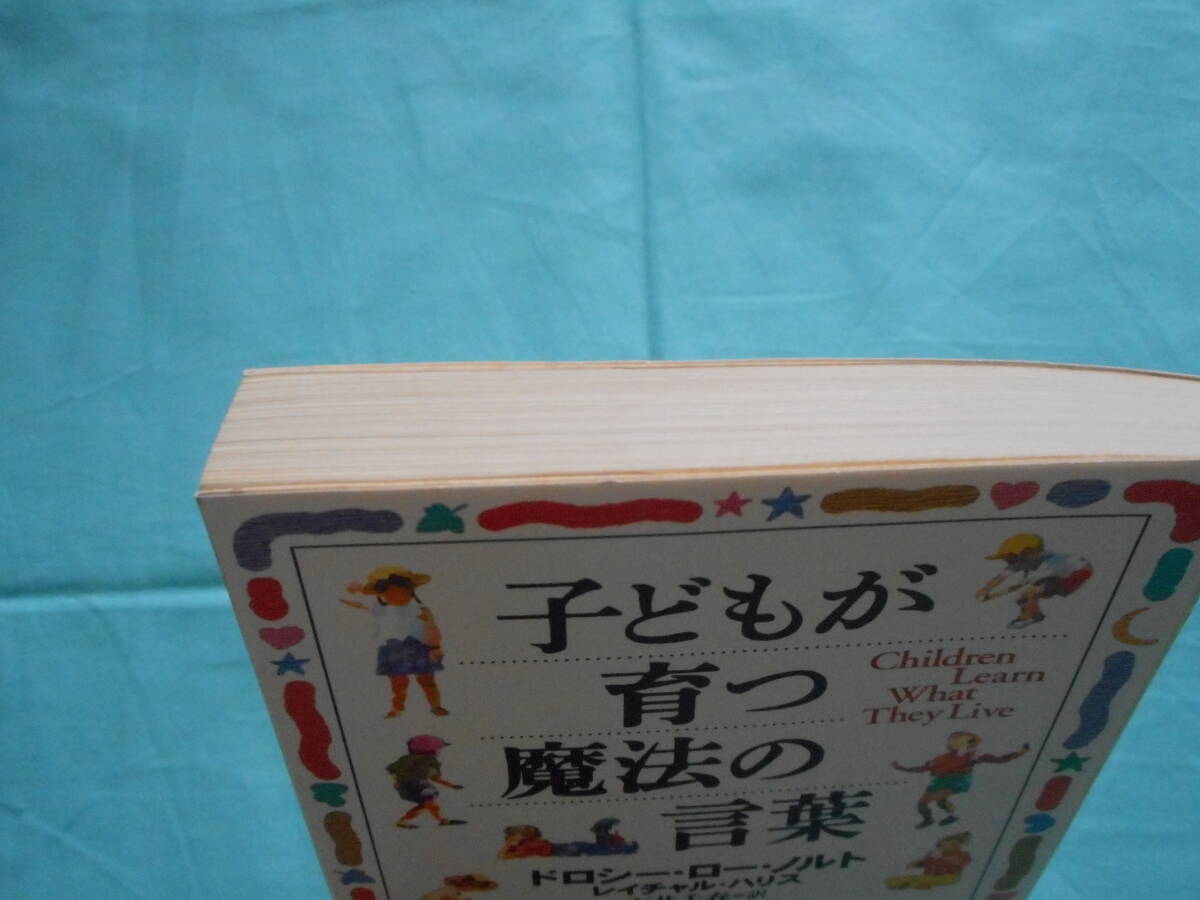 子どもが
育つ
魔法の
言葉
Children
Learn
What
They Live
ドロシー・ロー・ノルト
レイチャル・ハリス